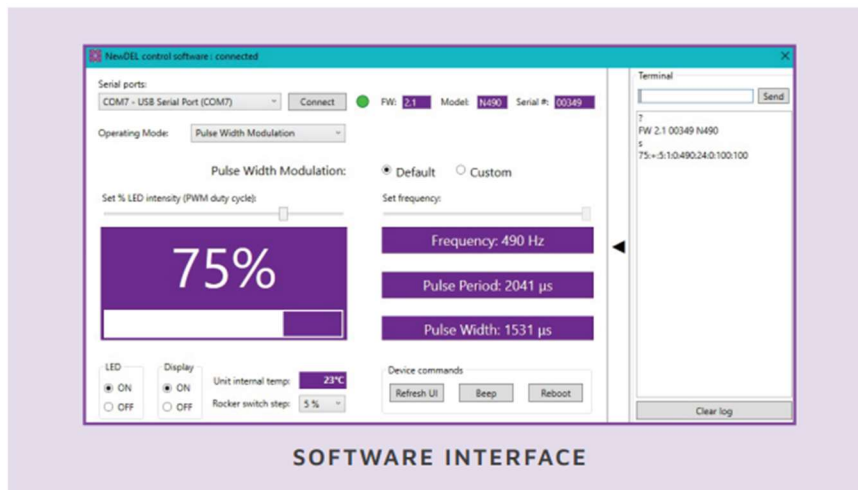 NewDEL control software : connected
Serial ports:
COM7 - USB Serial Port (COM7)
Connect
FW: 2.1 Model: N490 Serial #: 00349
Operating Mode: Pulse Width Modulation
Pulse Width Modulation: Default Custom
Set % LED intensity (PWM duty cycle):
75%
Set frequency:
Frequency: 490 Hz
Pulse Period: 2041 µs
Pulse Width: 1531 µs
LED
ON
OFF
Display
ON
OFF
Unit internal temp: 23°C
Rocker switch step: 5 %
Device commands
Refresh UI Beep Reboot
Terminal
Send
?
FW 2.1 00349 N490
s
75:+:5:1:0:490:24:0:100:100
Clear log
SOFTWARE INTERFACE